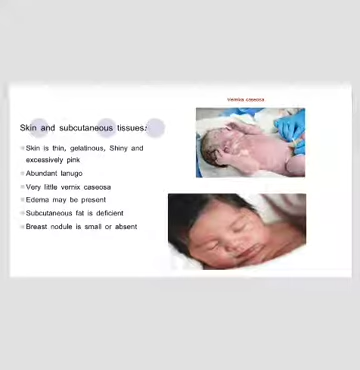 vernix caseosa
Skin and subcutaneous tissues:
Skin is thin, gelatinous, Shiny and
excessively pink
Abundant lanugo
Very little vernix caseosa
Edema may be present
Subcutaneous fat is deficient
Breast nodule is small or absent